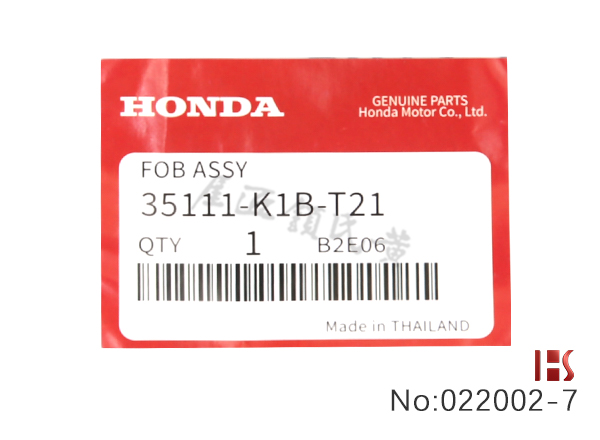 HONDA
GENUINE PARTS
Honda Motor Co., Ltd.
FOB ASSY
35111-K1B-T21
QTY 1 B2E06
Made in THAILAND
HS
No:022002-7